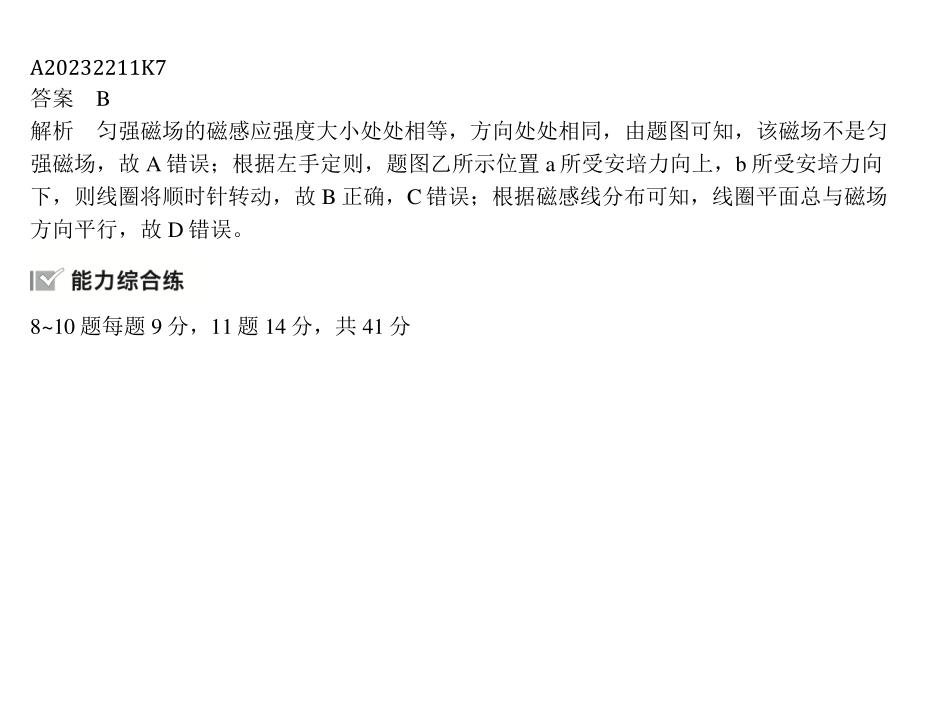 A20232211K7
答案　B
解析　匀强磁场的磁感应强度大小处处相等，方向处处相同，由题图可知，该磁场不是匀
强磁场，故 A 错误；根据左手定则，题图乙所示位置 a 所受安培力向上，b 所受安培力向
下，则线圈将顺时针转动，故 B 正确，C 错误；根据磁感线分布可知，线圈平面总与磁场
方向平行，故 D 错误。
能力综合练
8~10 题每题 9 分，11 题 14 分，共 41 分